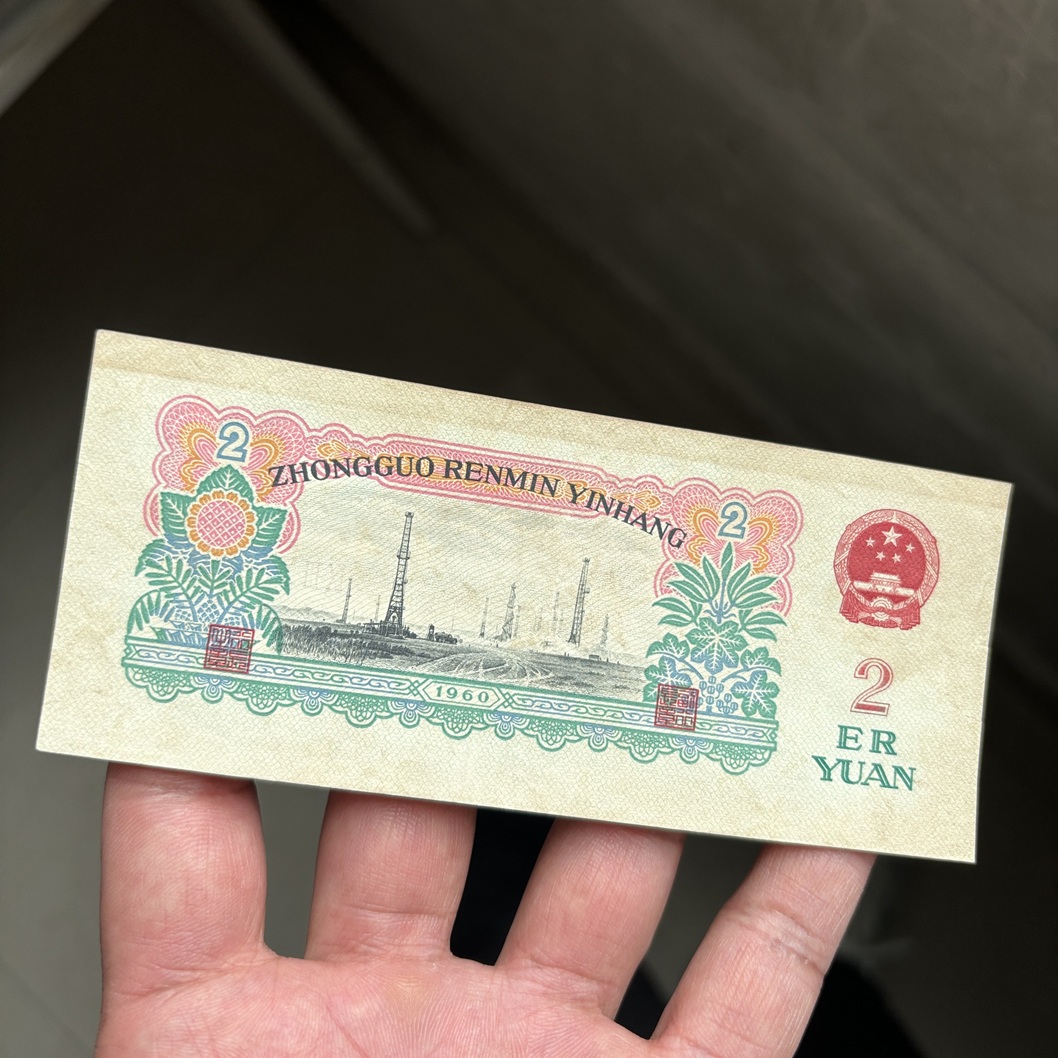 2
2
ZHONGGUO RENMIN YINHANG
1960
2
ER
YUAN